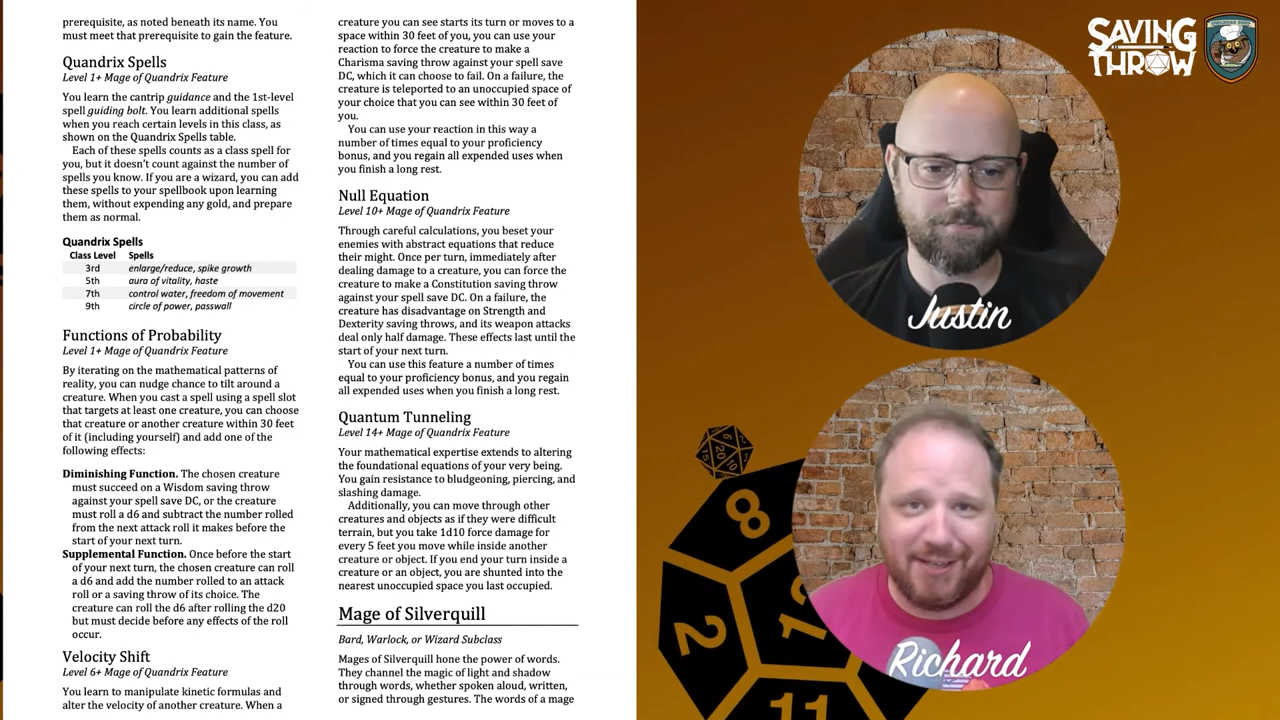 prerequisite, as noted beneath its name. You
must meet that prerequisite to gain the feature.
Quandrix Spells
Level 1+ Mage of Quandrix Feature
You learn the cantrip guidance and the 1st-level
spell guiding bolt. You learn additional spells
when you reach certain levels in this class, as
shown on the Quandrix Spells table.
Each of these spells counts as a class spell for
you, but it doesn't count against the number of
spells you know. If you are a wizard, you can add
these spells to your spellbook upon learning
them, without expending any gold, and prepare
them as normal.
Quandrix Spells
Class Level Spells
3rd enlarge/reduce, spike growth
5th aura of vitality, haste
7th control water, freedom of movement
9th circle of power, passwall
Functions of Probability
Level 1+ Mage of Quandrix Feature
By iterating on the mathematical patterns of
reality, you can nudge chance to tilt around a
creature. When you cast a spell using a spell slot
that targets at least one creature, you can choose
that creature or another creature within 30 feet
of it (including yourself) and add one of the
following effects:
Diminishing Function. The chosen creature
must succeed on a Wisdom saving throw
against your spell save DC, or the creature
must roll a d6 and subtract the number rolled
from the next attack roll it makes before the
start of your next turn.
Supplemental Function. Once before the start
of your next turn, the chosen creature can roll
a d6 and add the number rolled to an attack
roll or a saving throw of its choice. The
creature can roll the d6 after rolling the d20
but must decide before any effects of the roll
occur.
Velocity Shift
Level 6+ Mage of Quandrix Feature
You learn to manipulate kinetic formulas and
alter the velocity of another creature. When a
creature you can see starts its turn or moves to a
space within 30 feet of you, you can use your
reaction to force the creature to make a
Charisma saving throw against your spell save
DC, which it can choose to fail. On a failure, the
creature is teleported to an unoccupied space of
your choice that you can see within 30 feet of
you.
You can use your reaction in this way a
number of times equal to your proficiency
bonus, and you regain all expended uses when
you finish a long rest.
Null Equation
Level 10+ Mage of Quandrix Feature
Through careful calculations, you beset your
enemies with abstract equations that reduce
their might. Once per turn, immediately after
dealing damage to a creature, you can force the
creature to make a Constitution saving throw
against your spell save DC. On a failure, the
creature has disadvantage on Strength and
Dexterity saving throws, and its weapon attacks
deal only half damage. These effects last until the
start of your next turn.
You can use this feature a number of times
equal to your proficiency bonus, and you regain
all expended uses when you finish a long rest.
Quantum Tunneling
Level 14+ Mage of Quandrix Feature
Your mathematical expertise extends to altering
the foundational equations of your very being.
You gain resistance to bludgeoning, piercing, and
slashing damage.
Additionally, you can move through other
creatures and objects as if they were difficult
terrain, but you take 1d10 force damage for
every 5 feet you move while inside another
creature or object. If you end your turn inside a
creature or an object, you are shunted into the
nearest unoccupied space you last occupied.
Mage of Silverquill
Bard, Warlock, or Wizard Subclass
Mages of Silverquill hone the power of words.
They channel the magic of light and shadow
through words, whether spoken aloud, written,
or signed through gestures. The words of a mage
SAVING
THROW
Justin
Richard
8
2
12
11
20